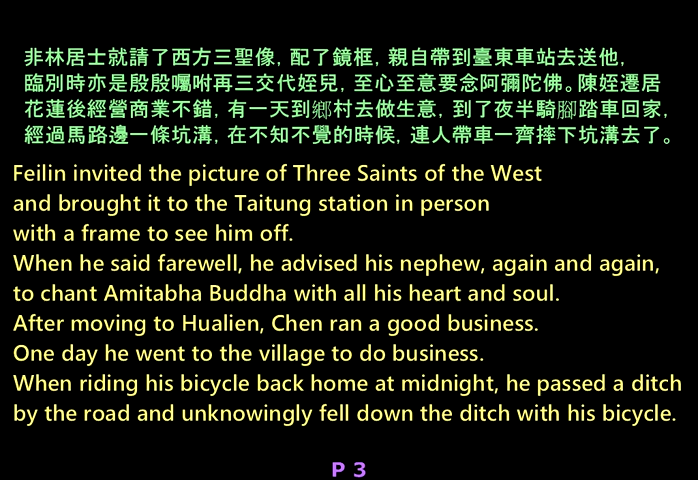 非林居士就請了西方三聖像, 配了鏡框, 親自帶到臺東車站去送他,
臨別時亦是殷殷囑咐再三交代姪兒, 至心至意要念阿彌陀佛。陳姪遷居
花蓮後經營商業不錯, 有一天到鄉村去做生意, 到了夜半騎腳踏車回家,
經過馬路邊一條坑溝, 在不知不覺的時候, 連人帶車一齊摔下坑溝去了。
Feilin invited the picture of Three Saints of the West
and brought it to the Taitung station in person
with a frame to see him off.
When he said farewell, he advised his nephew, again and again,
to chant Amitabha Buddha with all his heart and soul.
After moving to Hualien, Chen ran a good business.
One day he went to the village to do business.
When riding his bicycle back home at midnight, he passed a ditch
by the road and unknowingly fell down the ditch with his bicycle.
P 3